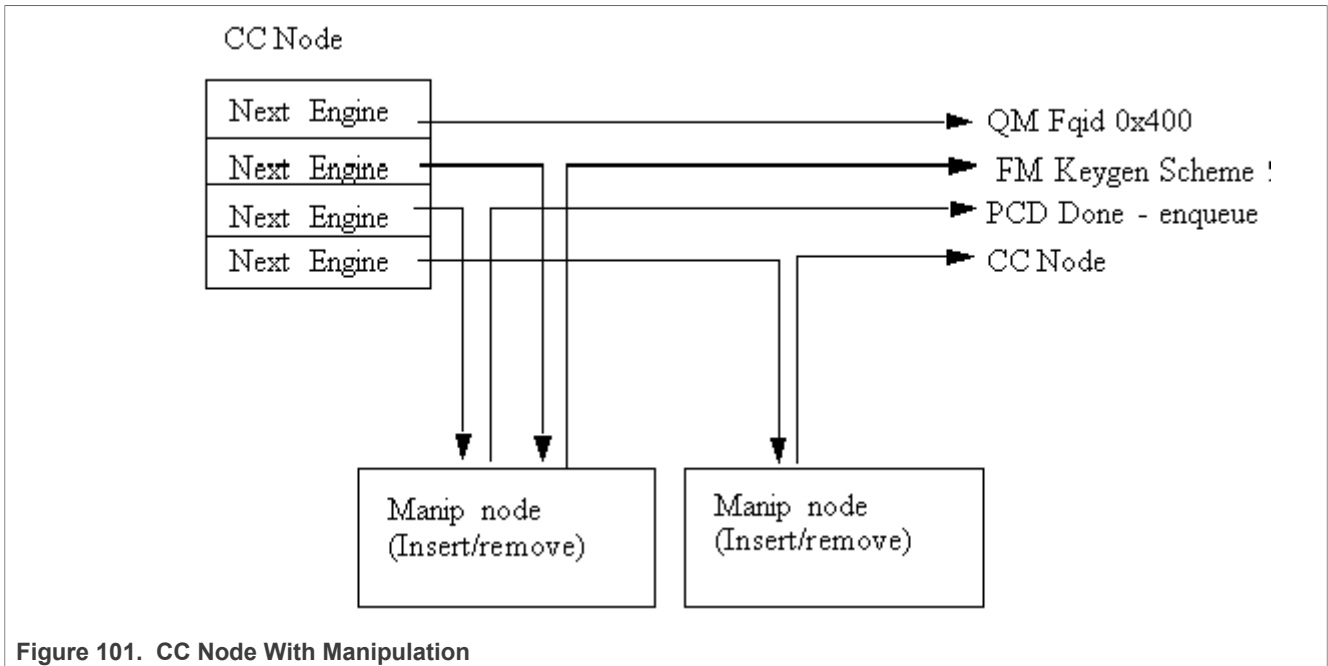 CC Node
Next Engine
QM Fqid 0x400
Next Engine
FM Keygen Scheme
Next Engine
PCD Done - enqueue
Next Engine
CC Node
Manip node
(Insert/remove)
Manip node
(Insert/remove)
Figure 101. CC Node With Manipulation